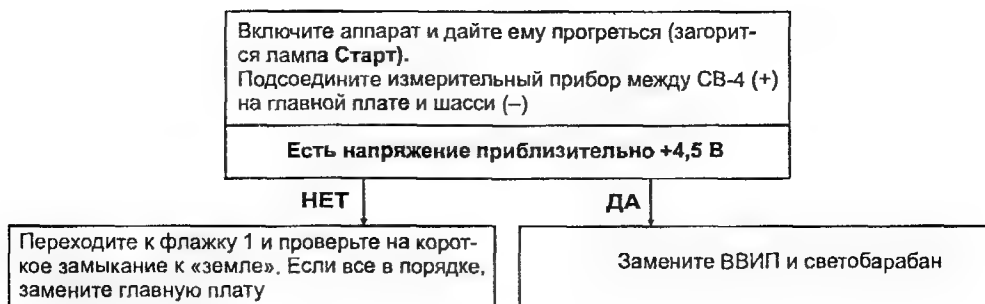 Включите аппарат и дайте ему прогреться (загорит-
ся лампа Старт).
Подсоедините измерительный прибор между СВ-4 (+)
на главной плате и шасси (–)
Есть напряжение приблизительно +4,5 В
НЕТ
ДА
Переходите к флажку 1 и проверьте на корот-
кое замыкание к «земле». Если все в порядке,
замените главную плату
Замените ВВИП и светобарабан